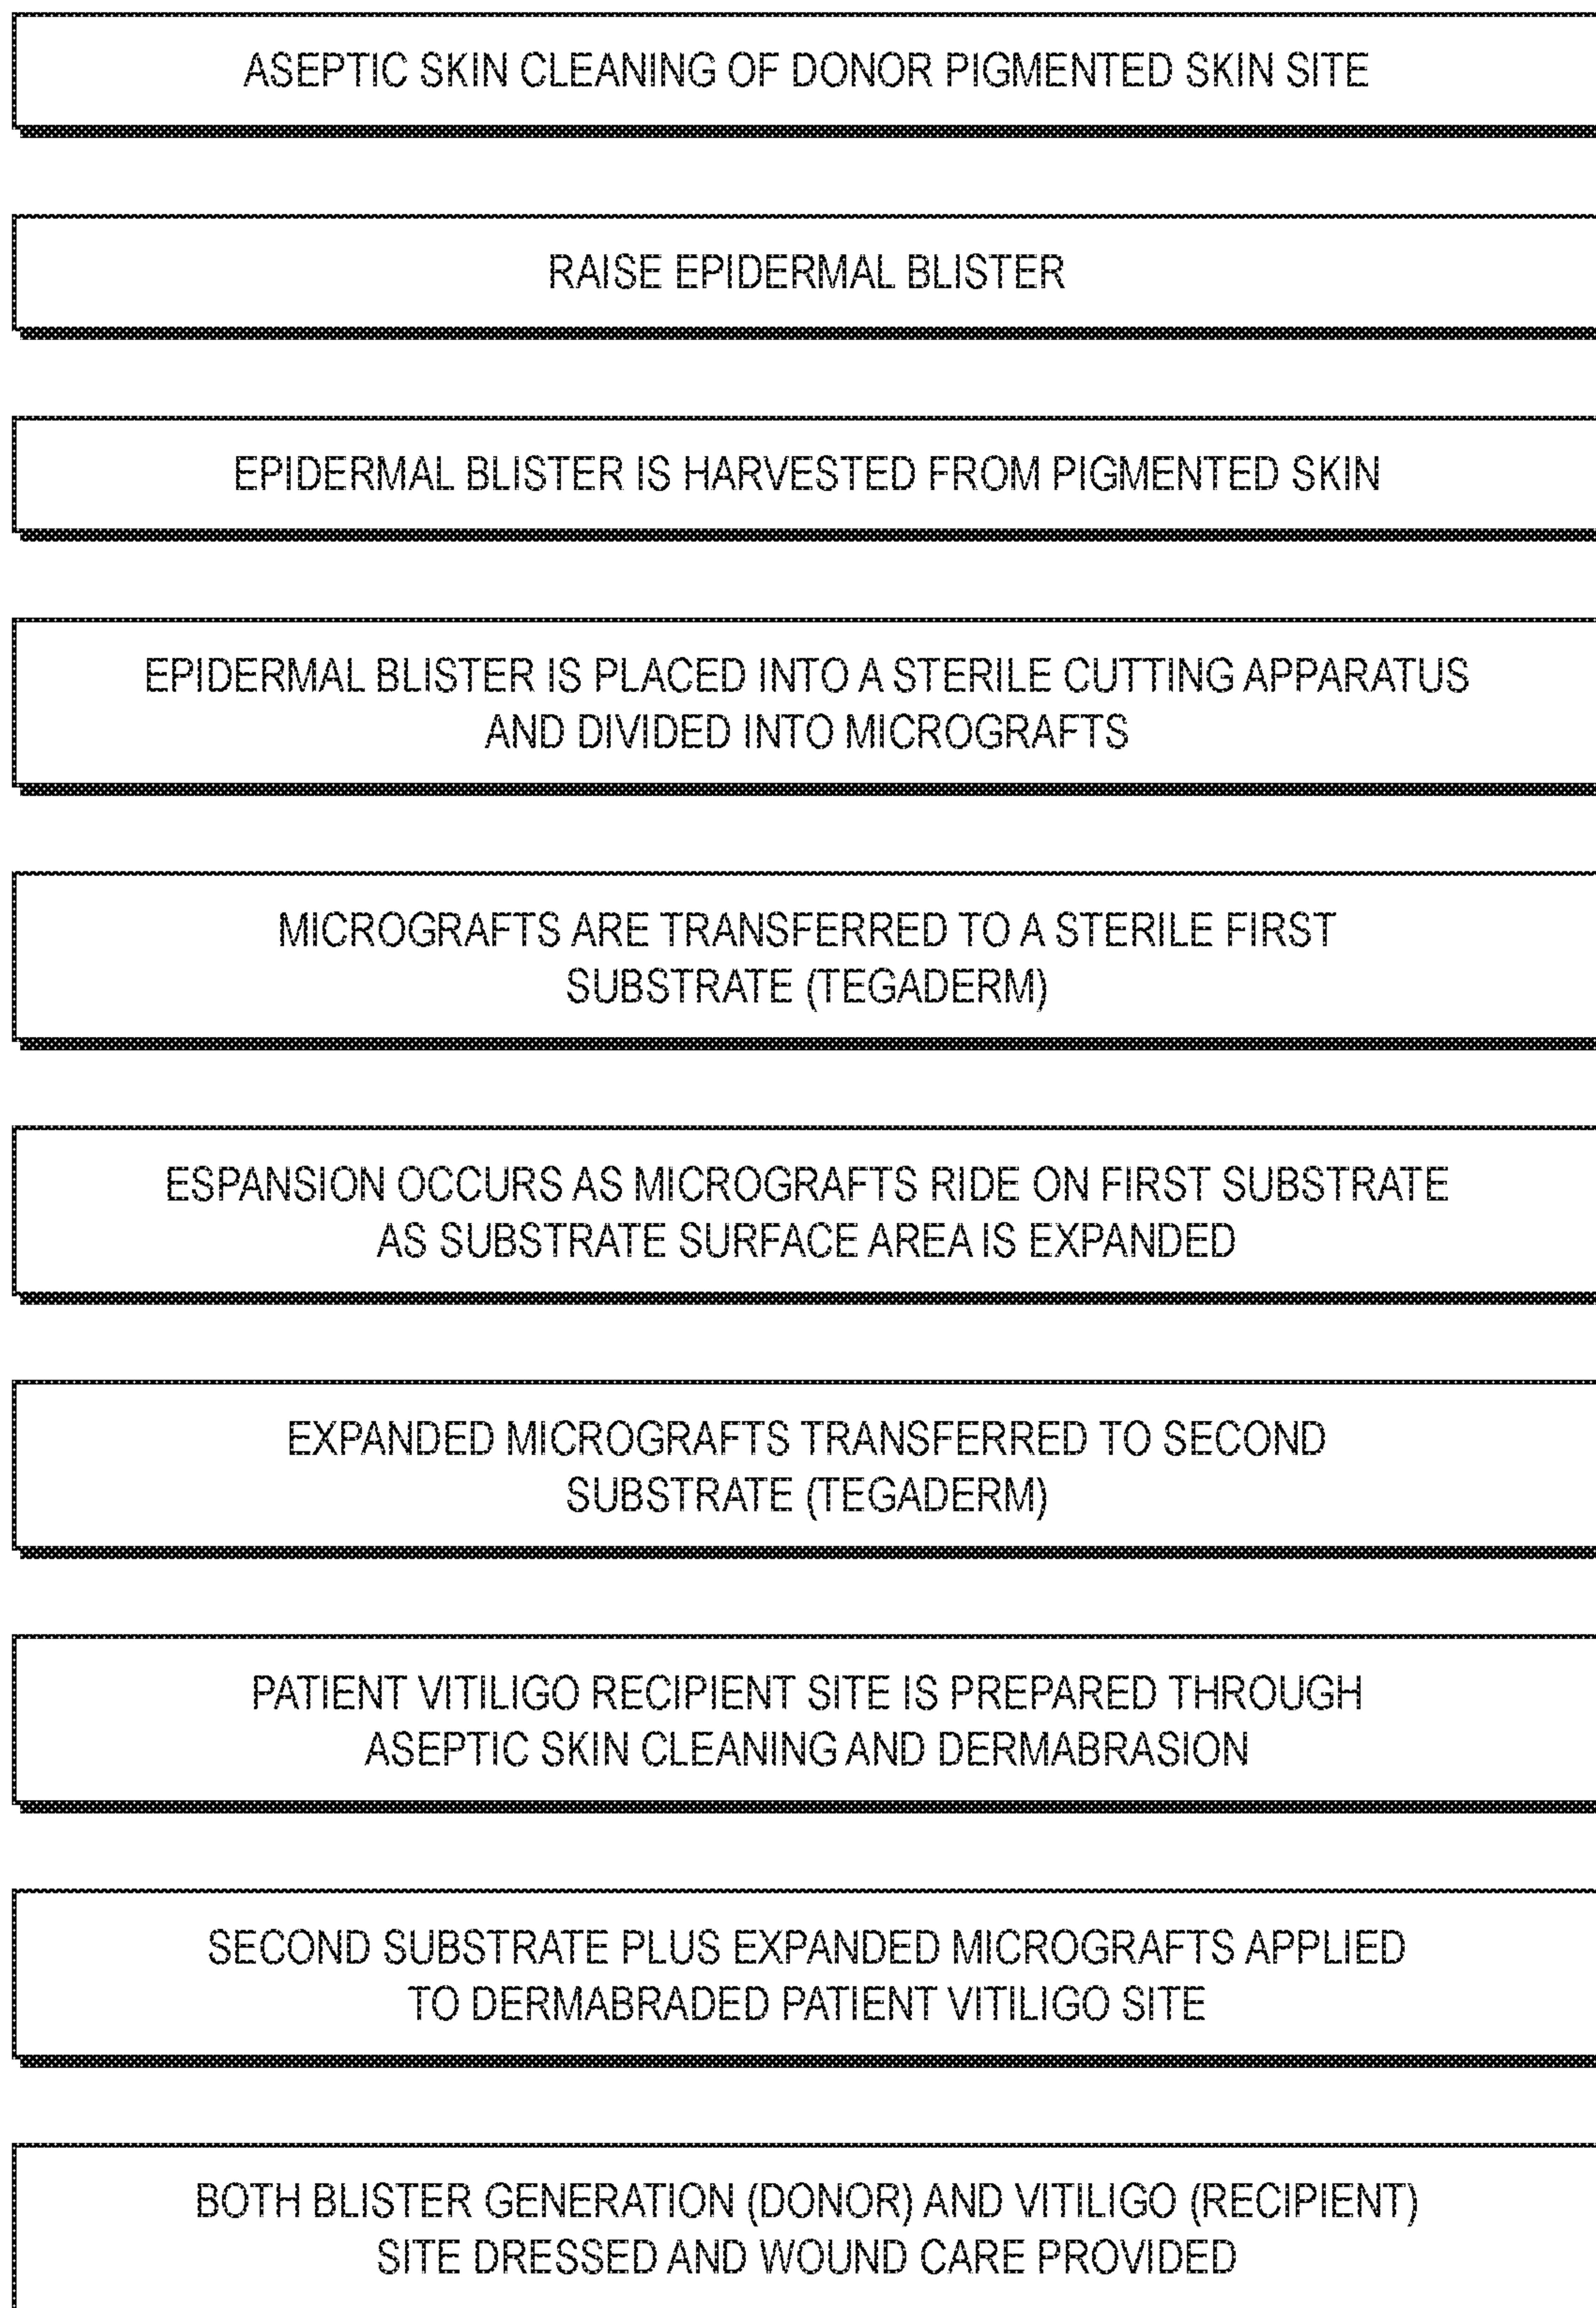 ASEPTIC SKIN CLEANING OF DONOR PIGMENTED SKIN SITE
RAISE EPIDERMAL BLISTER
EPIDERMAL BLISTER IS HARVESTED FROM PIGMENTED SKIN
EPIDERMAL BLISTER IS PLACED INTO A STERILE CUTTING APPARATUS
AND DIVIDED INTO MICROGRAFTS
MICROGRAFTS ARE TRANSFERRED TO A STERILE FIRST
SUBSTRATE (TEGADERM)
ESPANSION OCCURS AS MICROGRAFTS RIDE ON FIRST SUBSTRATE
AS SUBSTRATE SURFACE AREA IS EXPANDED
EXPANDED MICROGRAFTS TRANSFERRED TO SECOND
SUBSTRATE (TEGADERM)
PATIENT VITILIGO RECIPIENT SITE IS PREPARED THROUGH
ASEPTIC SKIN CLEANING AND DERMABRASION
SECOND SUBSTRATE PLUS EXPANDED MICROGRAFTS APPLIED
TO DERMABRADED PATIENT VITILIGO SITE
BOTH BLISTER GENERATION (DONOR) AND VITILIGO (RECIPIENT)
SITE DRESSED AND WOUND CARE PROVIDED